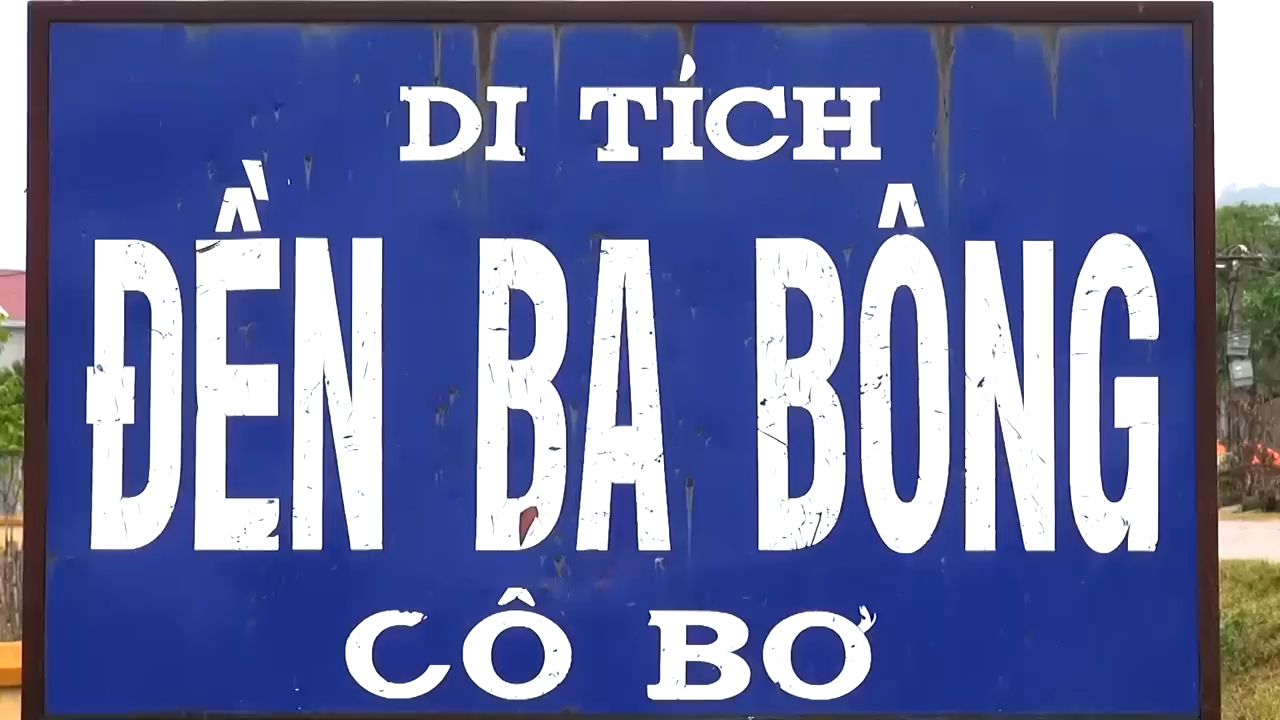 DI TÍCH
ĐỀN BA BÔNG
CÔ BƠ